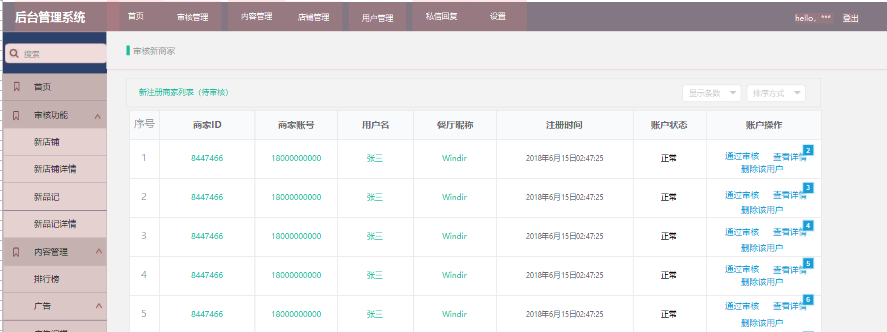 后台管理系统 首页 审核管理 内容管理 店铺管理 用户管理 私信回复 设置 hello, *** 登出
搜索
审核新商家
首页
新注册商家列表（待审核） 显示条数 排序方式
审核功能
序号 商家ID 商家账号 用户名 餐厅昵称 注册时间 账户状态 账户操作
新店铺
1 8447466 18000000000 张三 Windir 2018年6月15日02:47:25 正常 通过审核 查看详情 2
删除该用户
新店铺详情
2 8447466 18000000000 张三 Windir 2018年6月15日02:47:25 正常 通过审核 查看详情 3
删除该用户
新品记
新品记详情
3 8447466 18000000000 张三 Windir 2018年6月15日02:47:25 正常 通过审核 查看详情 4
删除该用户
内容管理
4 8447466 18000000000 张三 Windir 2018年6月15日02:47:25 正常 通过审核 查看详情 5
删除该用户
排行榜
广告
5 8447466 18000000000 张三 Windir 2018年6月15日02:47:25 正常 通过审核 查看详情 6
删除该用户